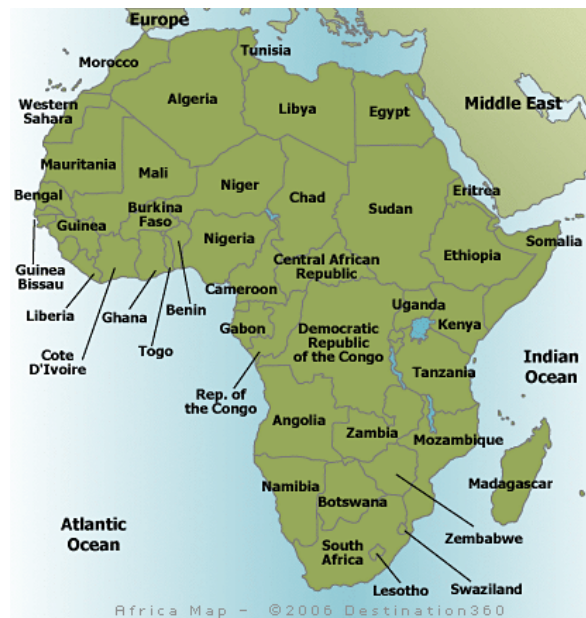 Europe
Tunisia
Morocco
Algeria
Libya
Egypt
Middle East
Western
Sahara
Mauritania
Mali
Niger
Chad
Sudan
Eritrea
Bengal
Burkina
Faso
Guinea
Nigeria
Ethiopia
Somalia
Guinea
Bissau
Central African
Republic
Liberia
Ghana
Benin
Cameroon
Uganda
Kenya
Cote
D'Ivoire
Togo
Gabon
Democratic
Republic
of the Congo
Indian
Ocean
Tanzania
Rep. of
the Congo
Angolia
Zambia
Mozambique
Namibia
Botswana
Madagascar
Atlantic
Ocean
Zembabwe
South
Africa
Lesotho
Swaziland
Africa Map - ©2006 Destination360